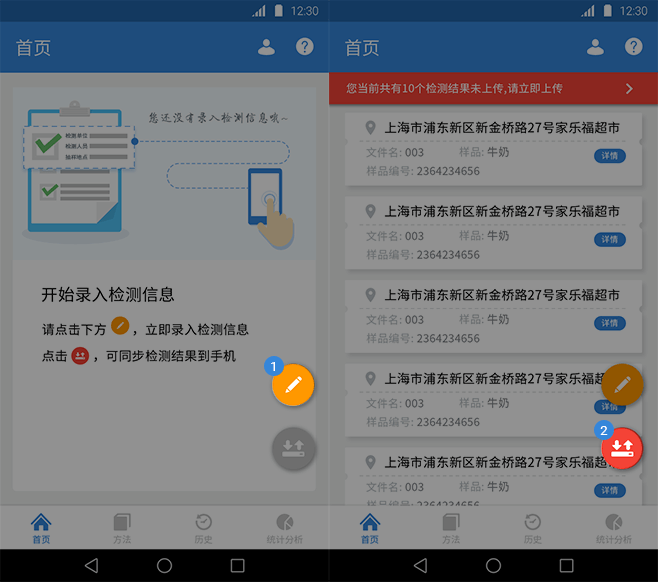 12:30
首页
您还没有录入检测信息哦~
检测单位
检测人员
抽样地点
开始录入检测信息
请点击下方，立即录入检测信息
点击，可同步检测结果到手机
1
首页 方法 历史 统计分析
12:30
首页
您当前共有10个检测结果未上传,请立即上传
上海市浦东新区新金桥路27号家乐福超市
文件名: 003 样品: 牛奶 详情
样品编号: 2364234656
上海市浦东新区新金桥路27号家乐福超市
文件名: 003 样品: 牛奶 详情
样品编号: 2364234656
上海市浦东新区新金桥路27号家乐福超市
文件名: 003 样品: 牛奶 详情
样品编号: 2364234656
上海市浦东新区新金桥路27号家乐福超
文件名: 003 样品: 牛奶 详情
样品编号: 2364234656
2
上海市浦东新区新金桥路27号家乐福超
文件名: 003 样品: 牛奶 详情
样品编号: 2364234656
首页 方法 历史 统计分析